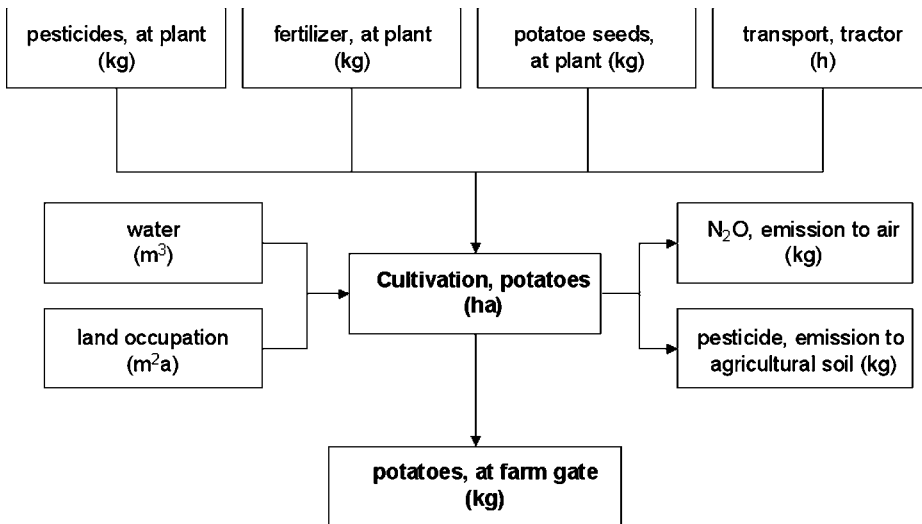 pesticides, at plant
(kg)
fertilizer, at plant
(kg)
potatoe seeds,
at plant (kg)
transport, tractor
(h)
water
(m³)
land occupation
(m²a)
Cultivation, potatoes
(ha)
N₂O, emission to air
(kg)
pesticide, emission to
agricultural soil (kg)
potatoes, at farm gate
(kg)